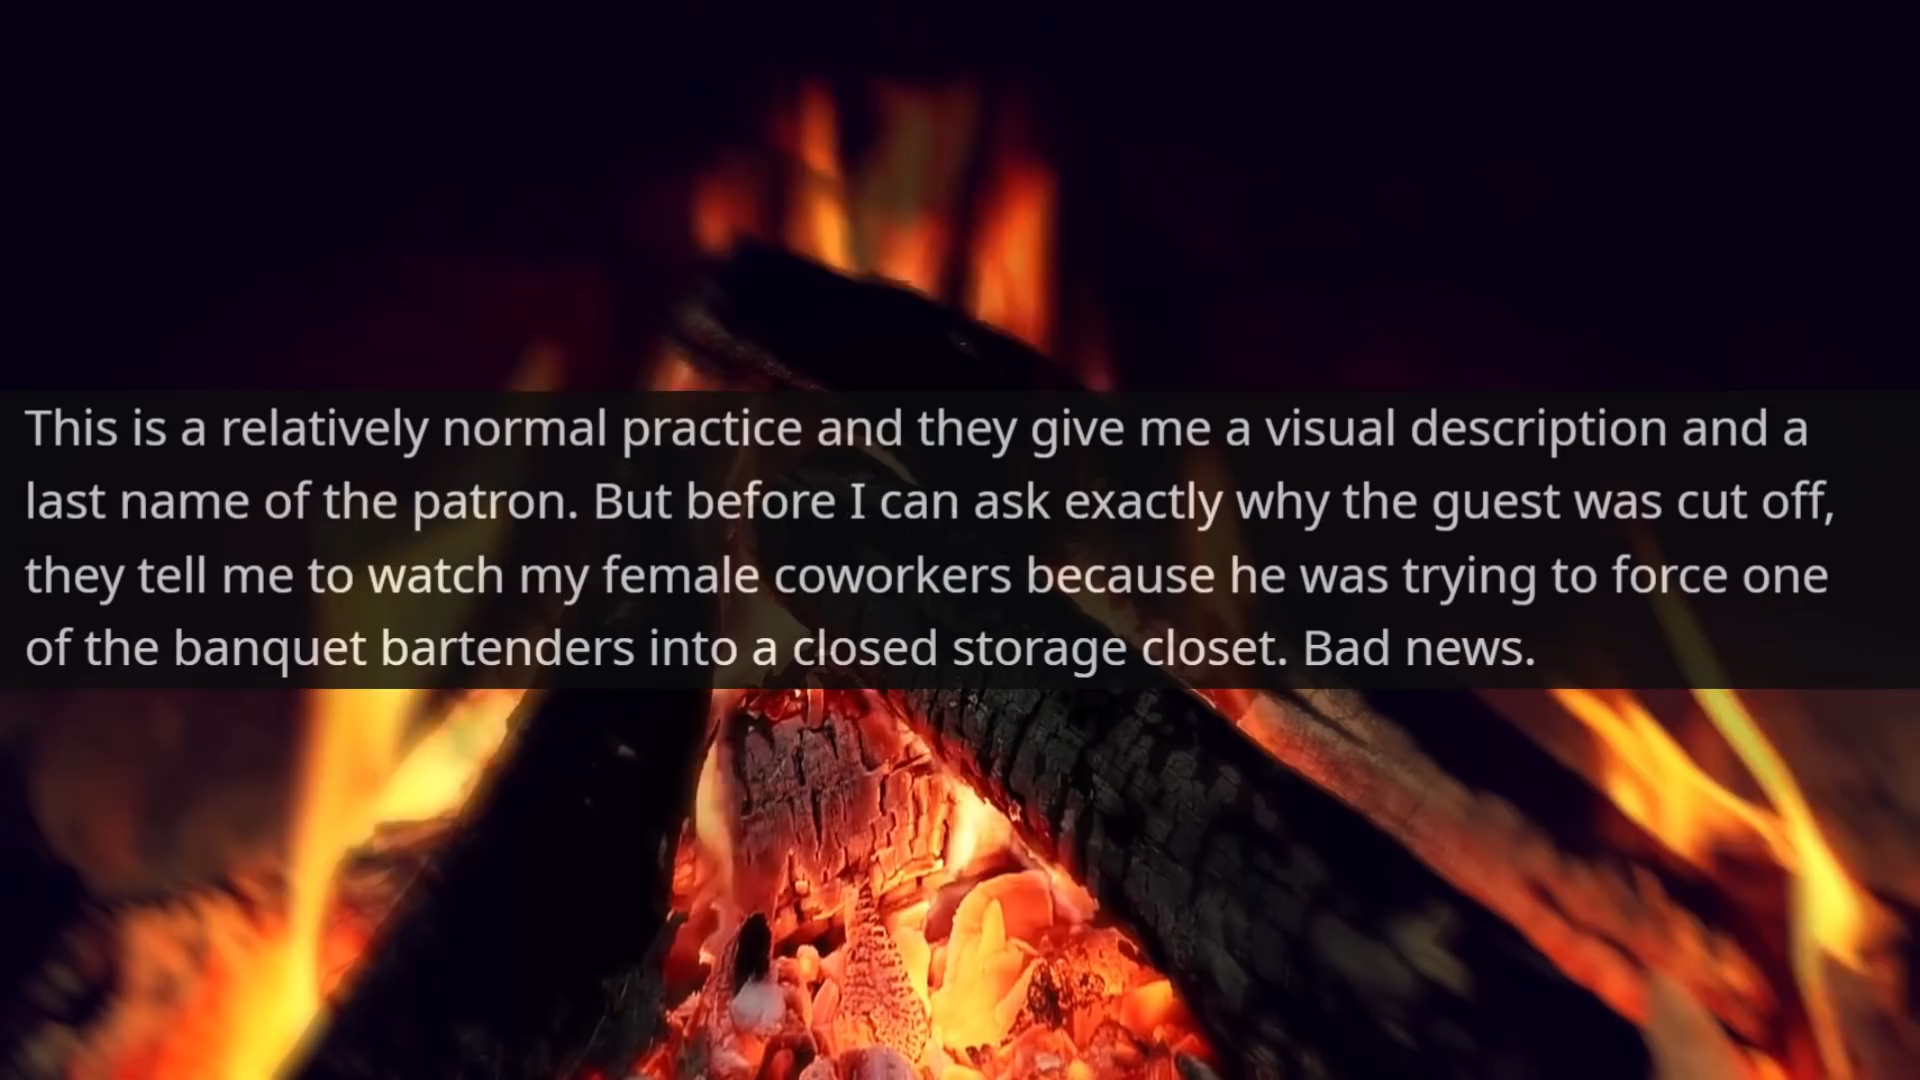 This is a relatively normal practice and they give me a visual description and a
last name of the patron. But before I can ask exactly why the guest was cut off,
they tell me to watch my female coworkers because he was trying to force one
of the banquet bartenders into a closed storage closet. Bad news.